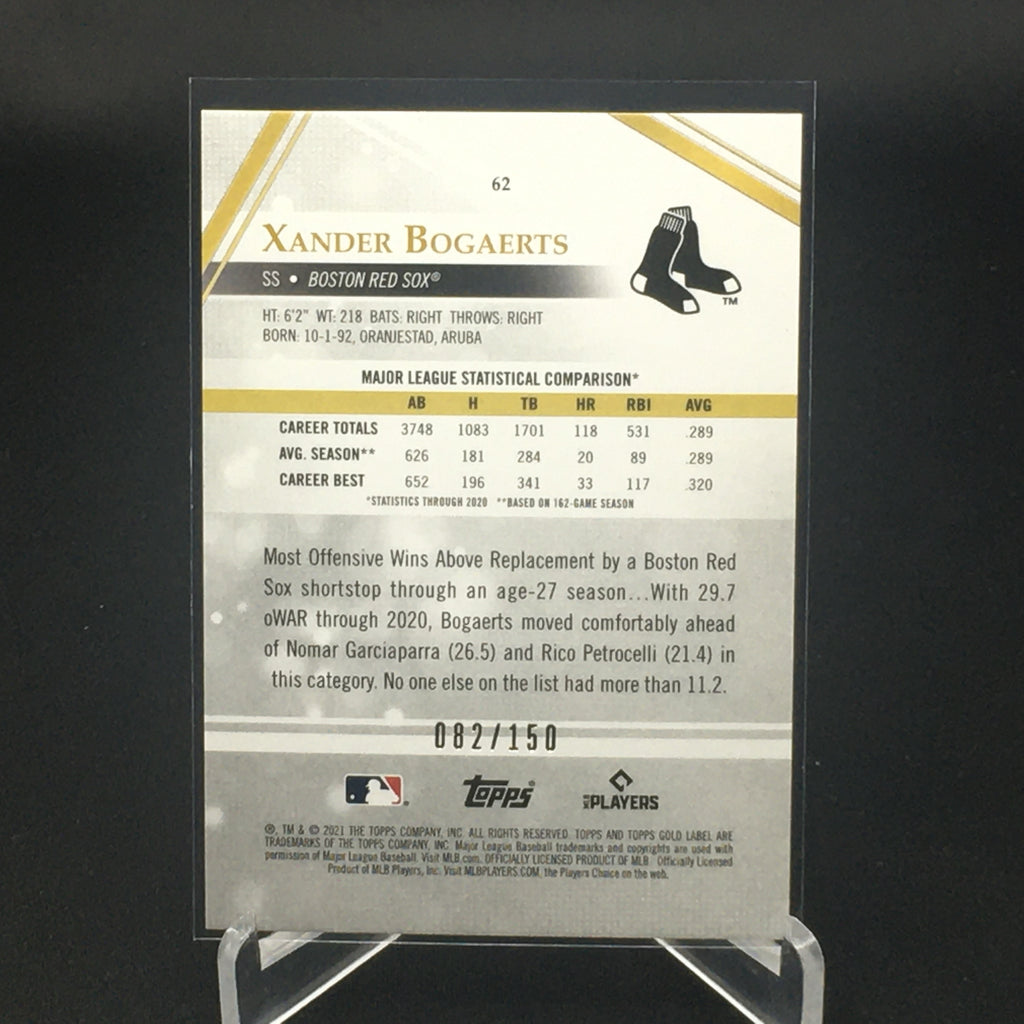 62
XANDER BOGAERTS
SS • BOSTON RED SOX®
TM
HT: 6'2" WT: 218 BATS: RIGHT THROWS: RIGHT
BORN: 10-1-92, ORANJESTAD, ARUBA
MAJOR LEAGUE STATISTICAL COMPARISON*
AB H TB HR RBI AVG
CAREER TOTALS 3748 1083 1701 118 531 .289
AVG. SEASON** 626 181 284 20 89 .289
CAREER BEST 652 196 341 33 117 .320
*STATISTICS THROUGH 2020 **BASED ON 162-GAME SEASON
Most Offensive Wins Above Replacement by a Boston Red
Sox shortstop through an age-27 season...With 29.7
oWAR through 2020, Bogaerts moved comfortably ahead
of Nomar Garciaparra (26.5) and Rico Petrocelli (21.4) in
this category. No one else on the list had more than 11.2.
082/150
Topps® MLB PLAYERS
®, TM & © 2021 THE TOPPS COMPANY, INC. ALL RIGHTS RESERVED. TOPPS AND TOPPS GOLD LABEL ARE
TRADEMARKS OF THE TOPPS COMPANY, INC. Major League Baseball trademarks and copyrights are used with
permission of Major League Baseball. Visit MLB.com. OFFICIALLY LICENSED PRODUCT OF MLB Officially Licensed
Product of MLB Players, Inc. Visit MLBPLAYERS.COM, the Players Choice on the web.